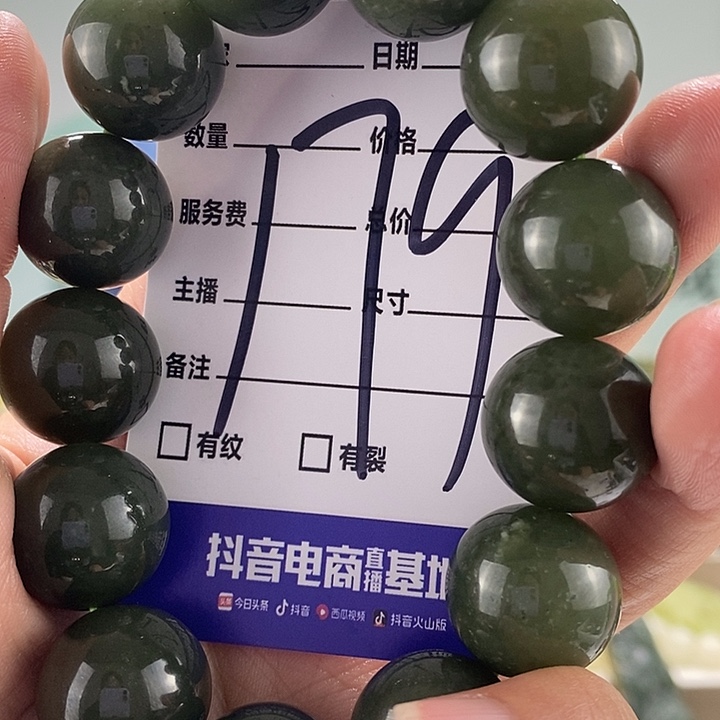 日期
数量 价格
179
服务费 总价
主播 尺寸
备注
有纹 有裂
抖音电商直播基地
今日头条 抖音 西瓜视频 抖音火山版